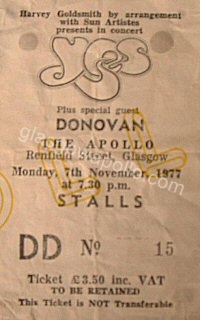 Harvey Goldsmith by arrangement
with Sun Artistes
presents in concert
yes
Plus special guest
DONOVAN
THE APOLLO
Renfield Street, Glasgow
Monday, 7th November, 1977
at 7.30 p.m.
STALLS
DD No 15
Ticket £3.50 inc. VAT
TO BE RETAINED
This Ticket is NOT Transferable